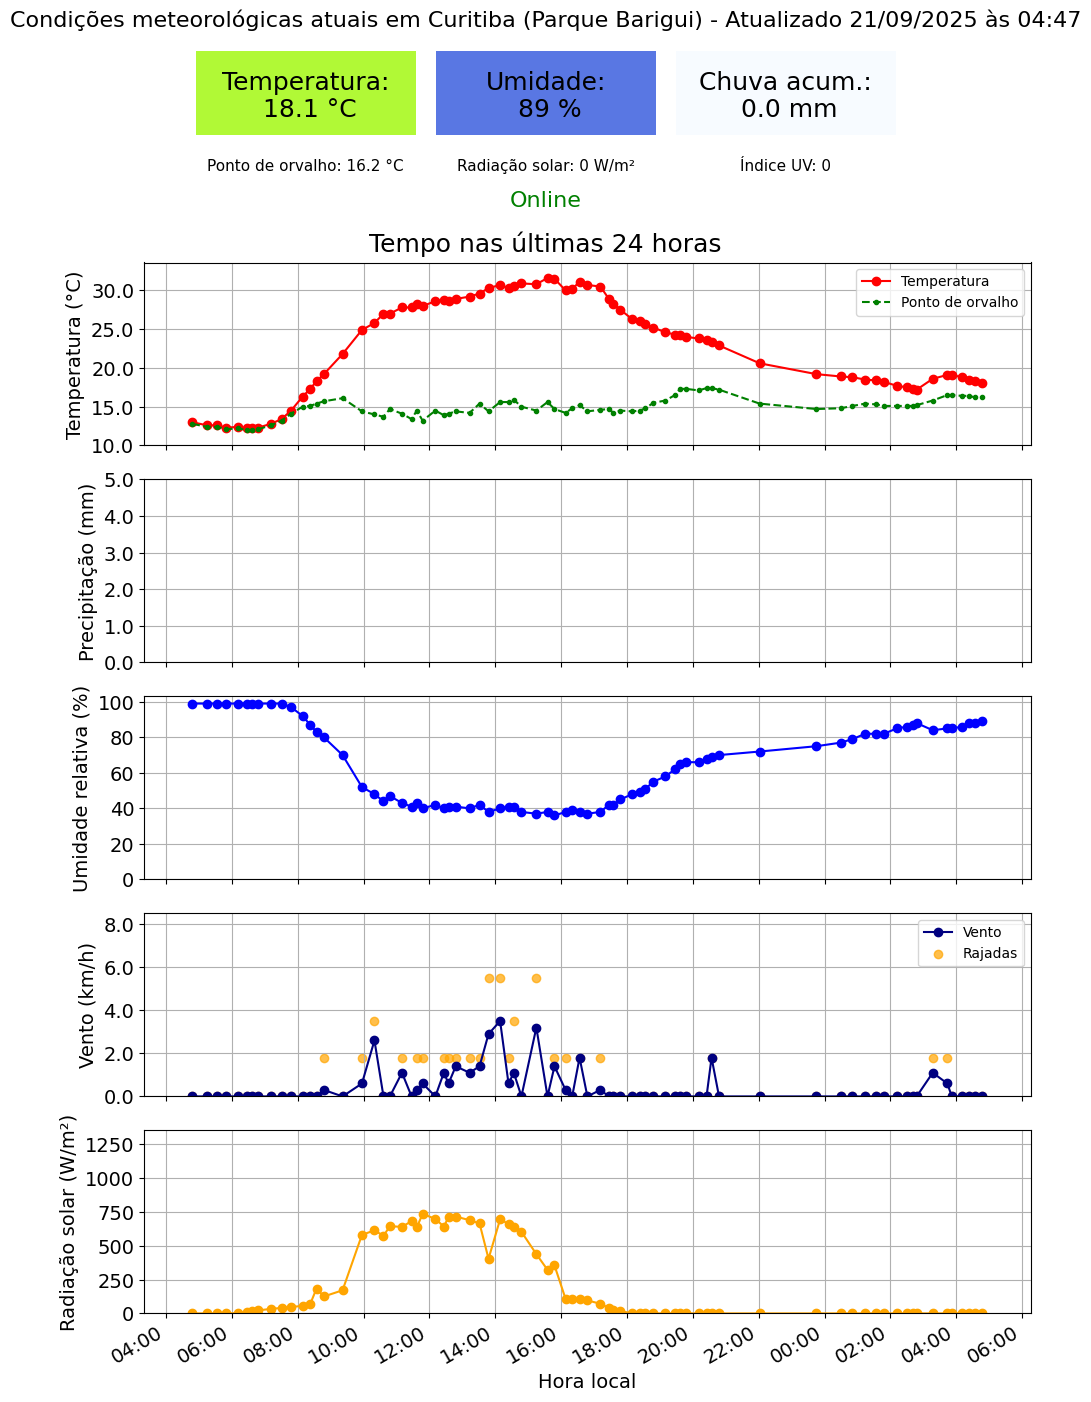 Condições meteorológicas atuais em Curitiba (Parque Barigui) - Atualizado 21/09/2025 às 04:47
Temperatura:
18.1 °C
Umidade:
89 %
Chuva acum.:
0.0 mm
Ponto de orvalho: 16.2 °C
Radiação solar: 0 W/m²
Índice UV: 0
Online
Tempo nas últimas 24 horas
Temperatura (°C)
30.0
25.0
20.0
15.0
10.0
Temperatura
Ponto de orvalho
Precipitação (mm)
5.0
4.0
3.0
2.0
1.0
0.0
Umidade relativa (%)
100
80
60
40
20
0
Vento (km/h)
8.0
6.0
4.0
2.0
0.0
Vento
Rajadas
Radiação solar (W/m²)
1250
1000
750
500
250
0
04:00 06:00 08:00 10:00 12:00 14:00 16:00 18:00 20:00 22:00 00:00 02:00 04:00 06:00
Hora local